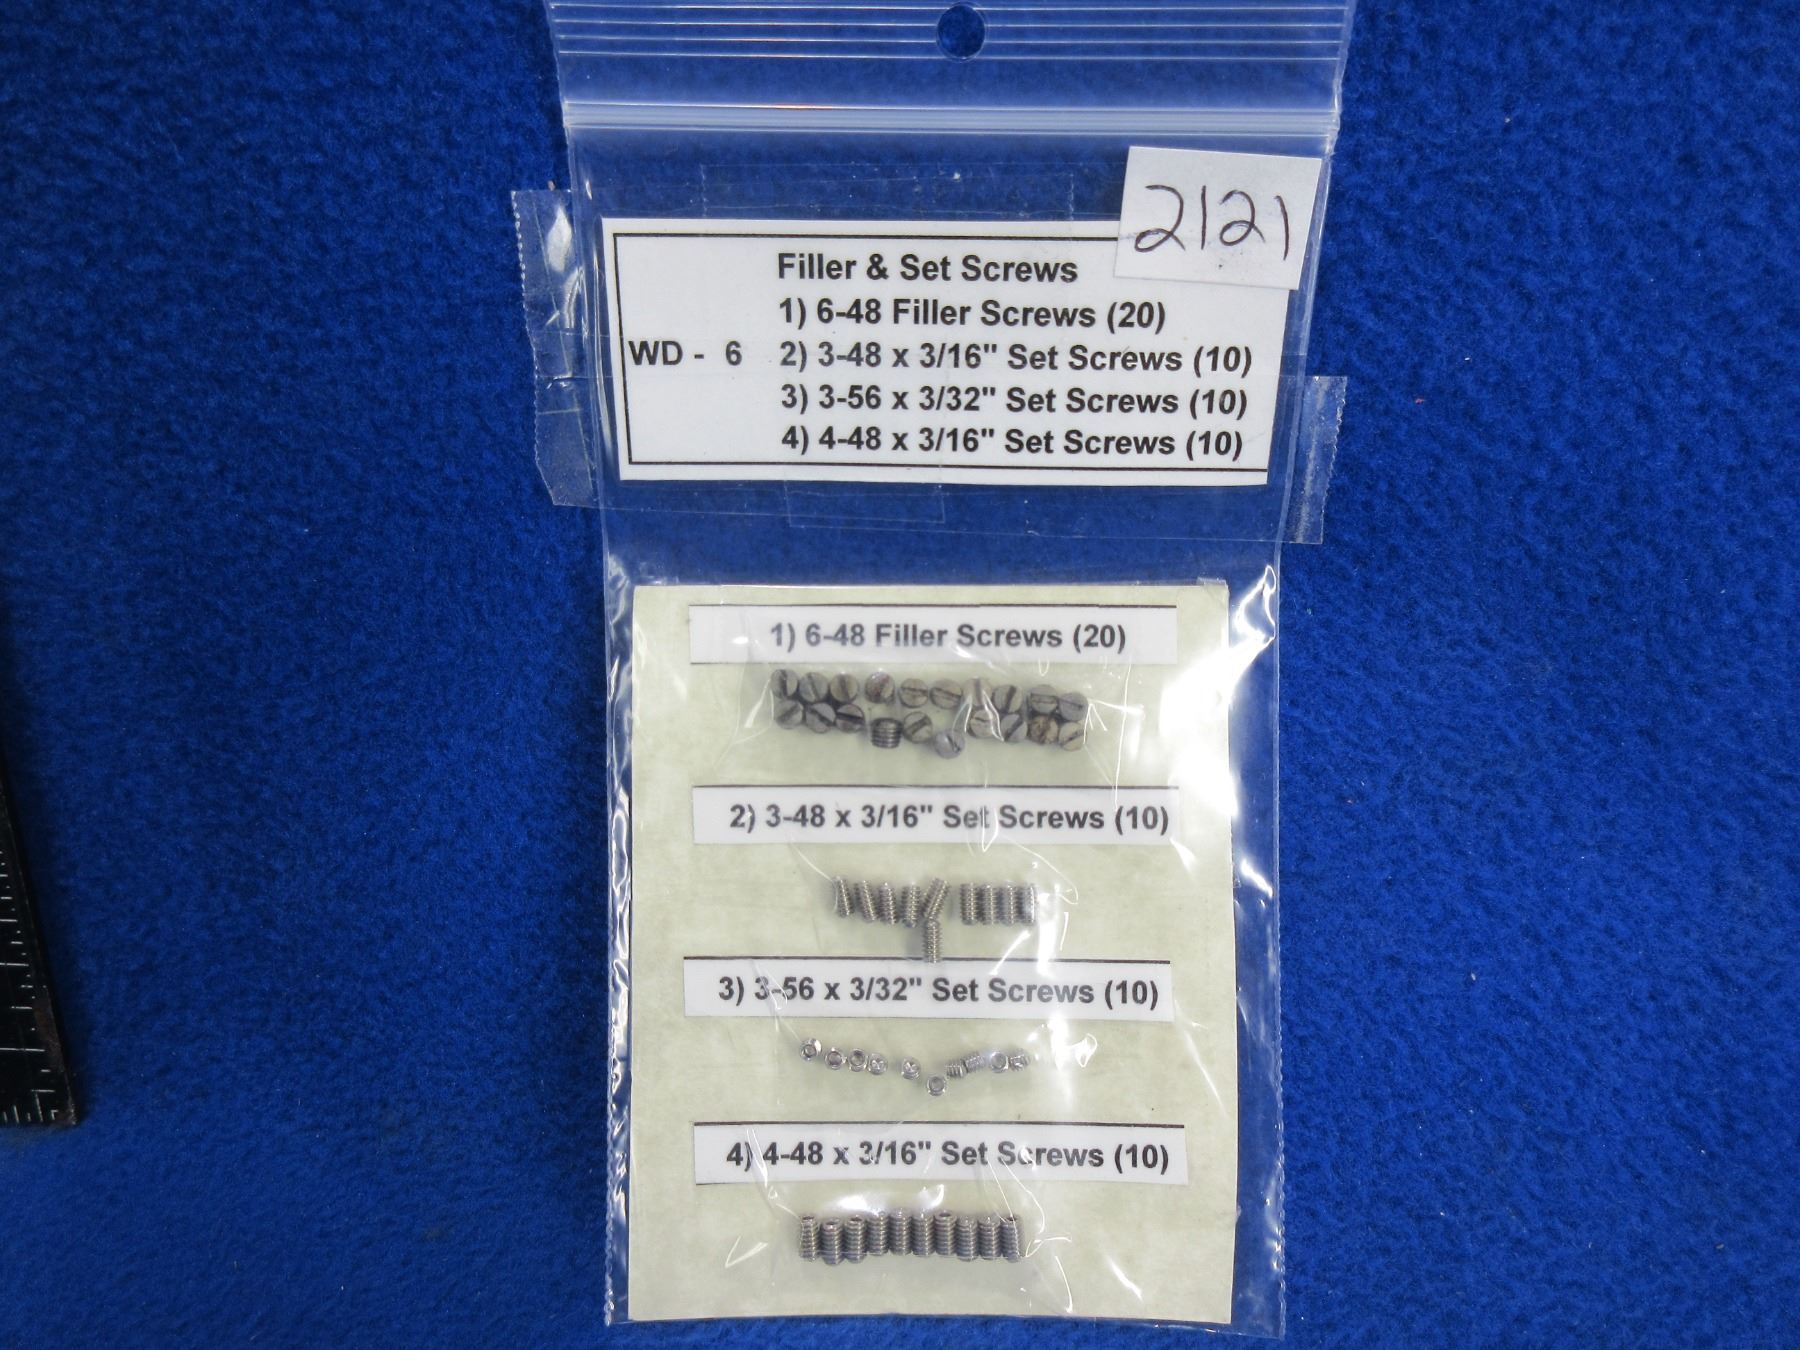 2121
Filler & Set Screws
1) 6-48 Filler Screws (20)
WD - 6 2) 3-48 x 3/16" Set Screws (10)
3) 3-56 x 3/32" Set Screws (10)
4) 4-48 x 3/16" Set Screws (10)
1) 6-48 Filler Screws (20)
2) 3-48 x 3/16" Set Screws (10)
3) 3-56 x 3/32" Set Screws (10)
4) 4-48 x 3/16" Set Screws (10)